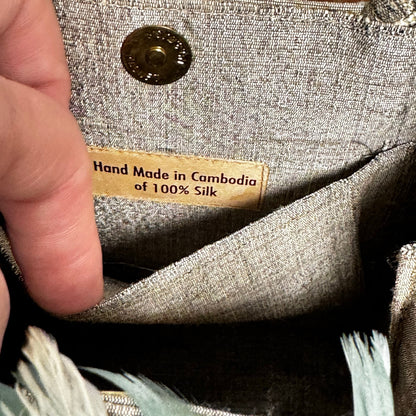 Hand Made in Cambodia
of 100% Silk